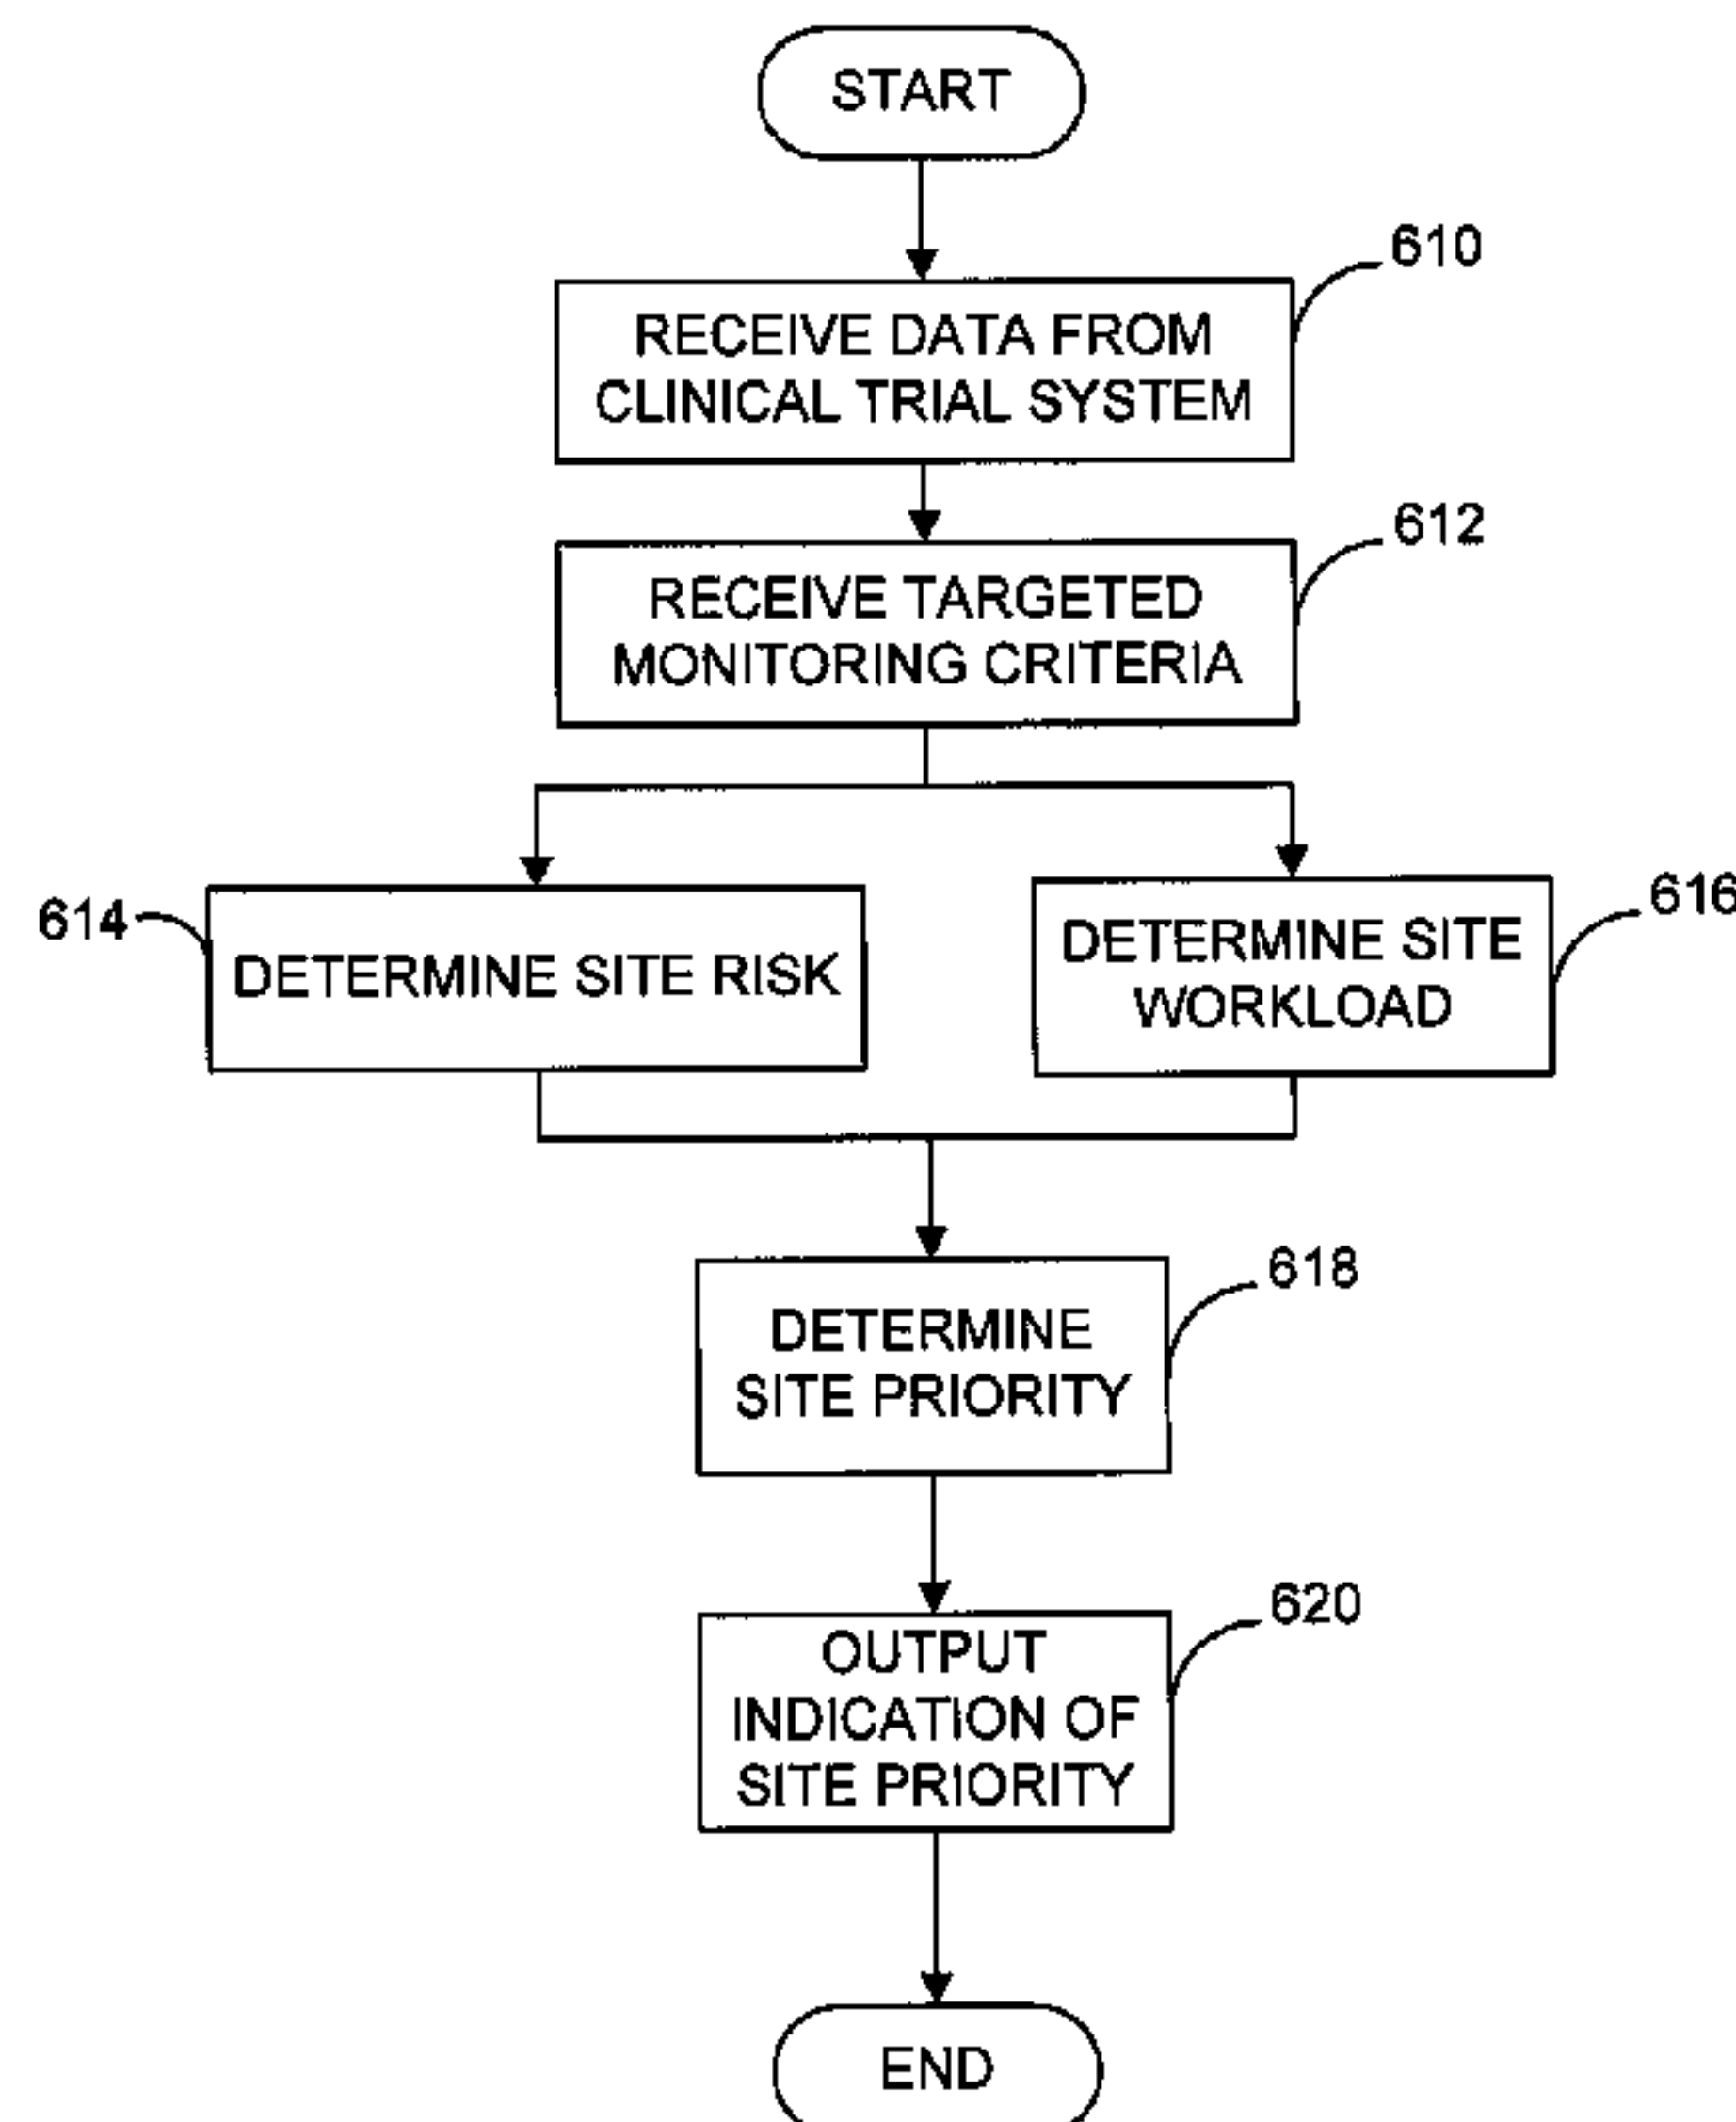 START
610
RECEIVE DATA FROM
CLINICAL TRIAL SYSTEM
612
RECEIVE TARGETED
MONITORING CRITERIA
614
DETERMINE SITE RISK
616
DETERMINE SITE
WORKLOAD
618
DETERMINE
SITE PRIORITY
620
OUTPUT
INDICATION OF
SITE PRIORITY
END